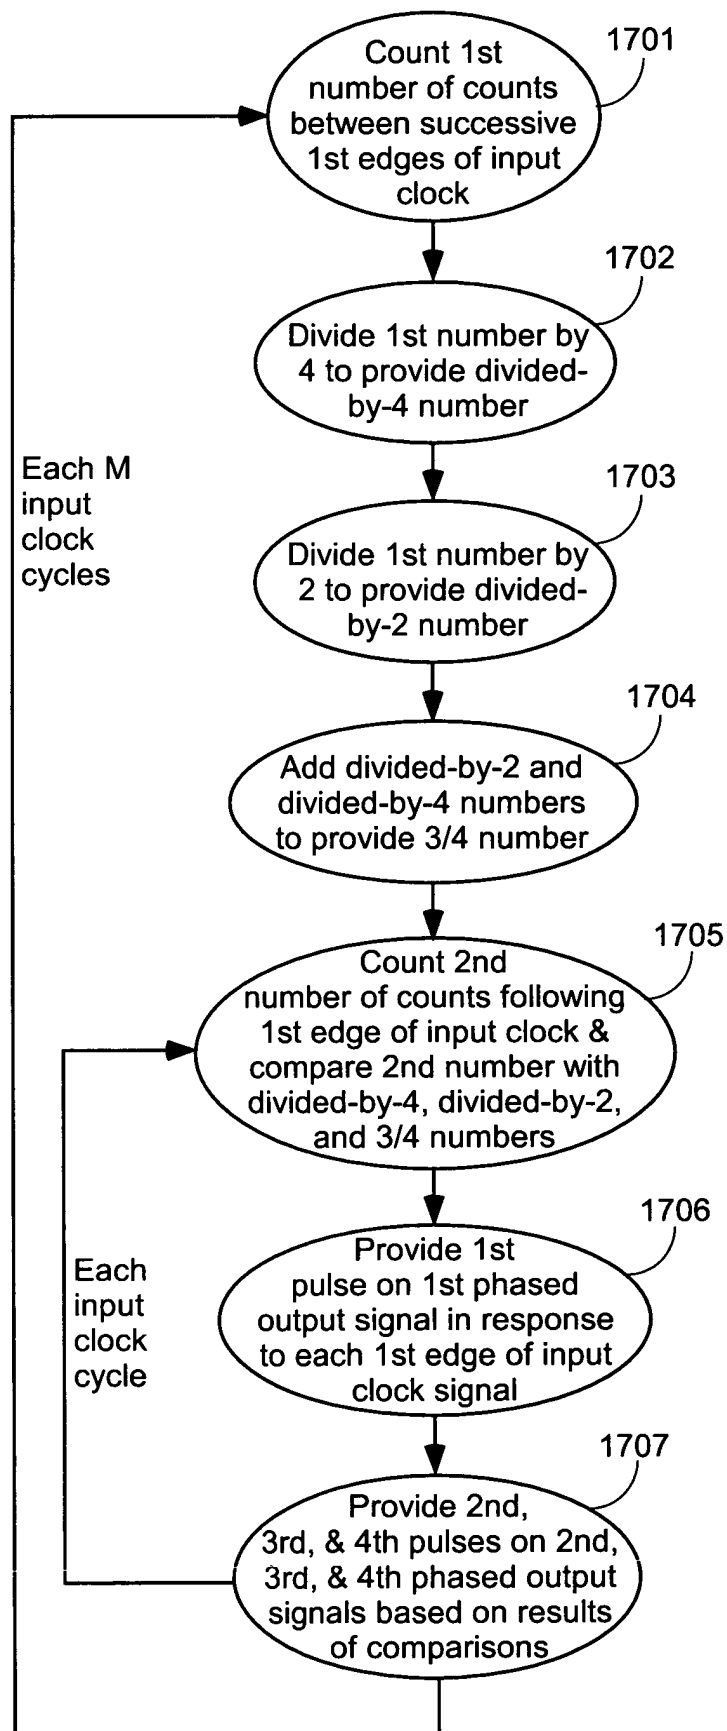 1701
Count 1st
number of counts
between successive
1st edges of input
clock
1702
Divide 1st number by
4 to provide divided-
by-4 number
Each M
input
clock
cycles
1703
Divide 1st number by
2 to provide divided-
by-2 number
1704
Add divided-by-2 and
divided-by-4 numbers
to provide 3/4 number
1705
Count 2nd
number of counts following
1st edge of input clock &
compare 2nd number with
divided-by-4, divided-by-2,
and 3/4 numbers
1706
Provide 1st
pulse on 1st phased
output signal in response
to each 1st edge of input
clock signal
Each
input
clock
cycle
1707
Provide 2nd,
3rd, & 4th pulses on 2nd,
3rd, & 4th phased output
signals based on results
of comparisons